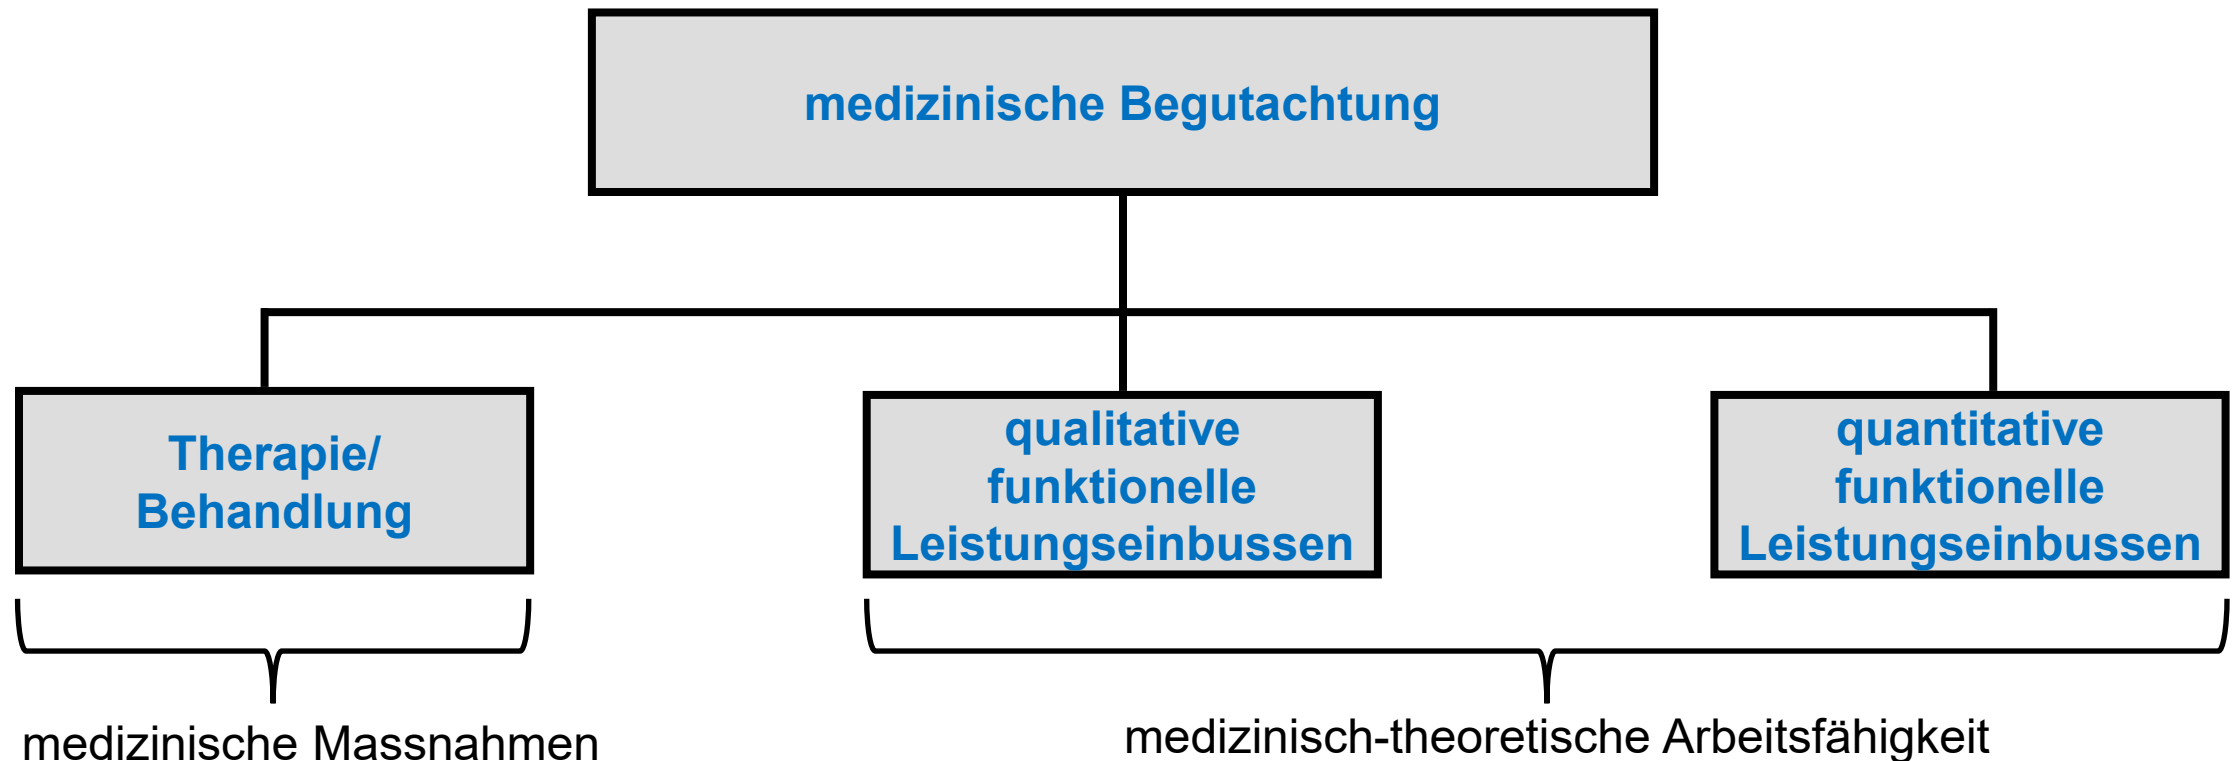 medizinische Begutachtung
Therapie/
Behandlung
qualitative
funktionelle
Leistungseinbussen
quantitative
funktionelle
Leistungseinbussen
medizinische Massnahmen
medizinisch-theoretische Arbeitsfähigkeit